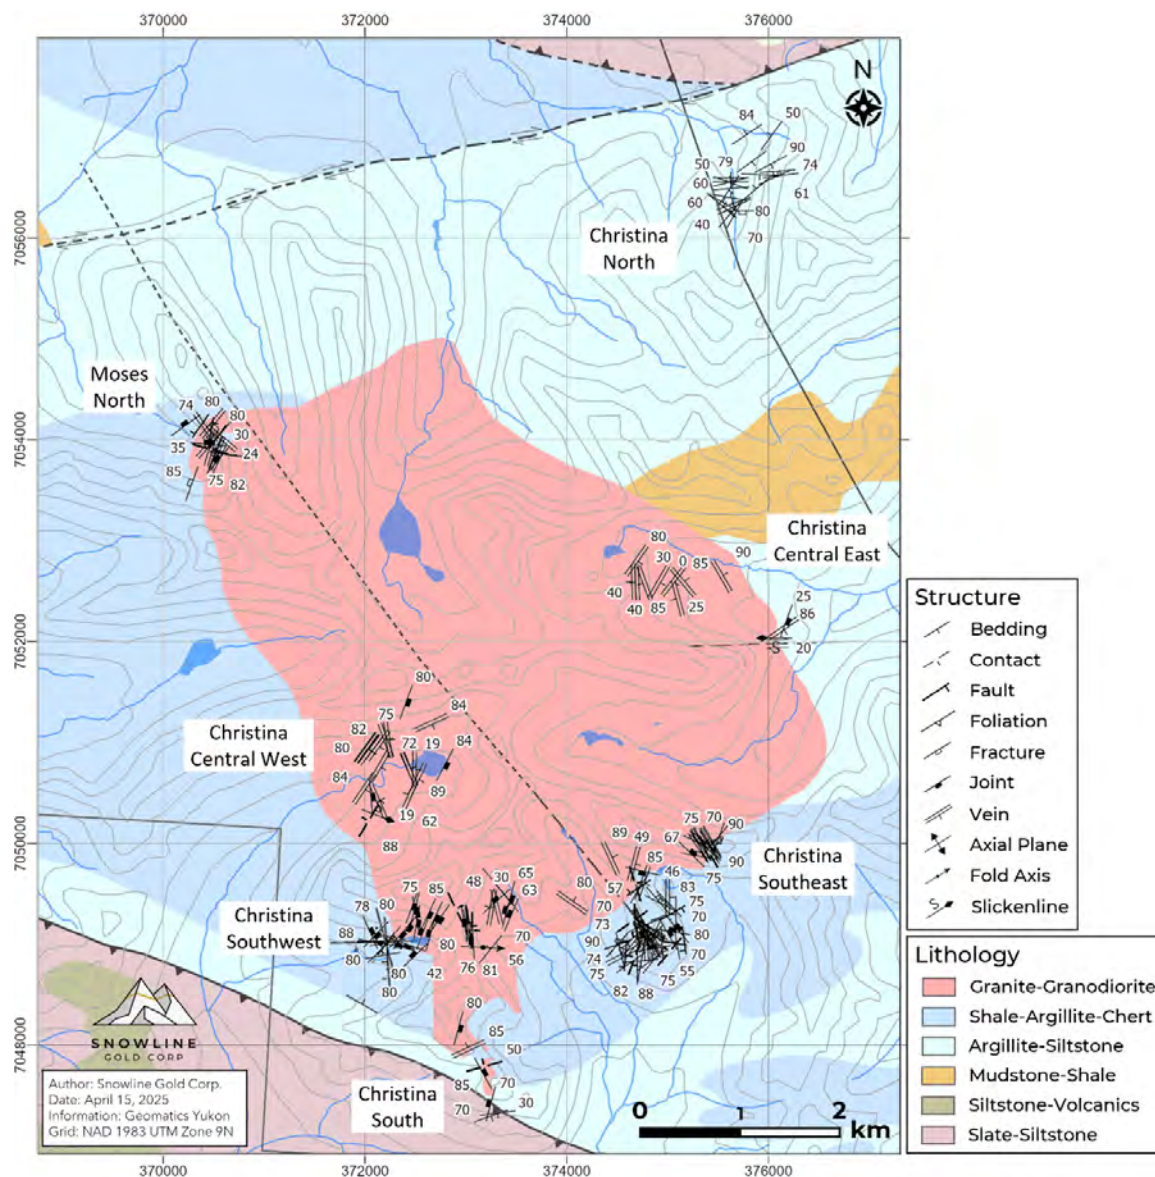 370000 372000 374000 376000
N
84 50
90
50 79 74
60 61
60 80
40 70
Christina
North
7056000
Moses
North
74 80 80
30
35 24
85 75 82
7054000
Christina
Central East
80 30 0 85 90
40 40 85 25
25
86
S 20
7052000
80
Christina
Central West
82 75 84
80 72 19 84
84 89
19 62
88
7050000
75 70 90
67
89 49
85 90
46 75
Christina
Southeast
80 57 83
75
70 70
73 80
90 70
74 55
75 75
82 88
Christina
Southwest
78 80 75 85 48 30 65
63
88
80 80 42 80 70
80 76 81 56
80
85
50
85 70
70 30
Christina
South
7048000
SNOWLINE
GOLD CORP
Author: Snowline Gold Corp.
Date: April 15, 2025
Information: Geomatics Yukon
Grid: NAD 1983 UTM Zone 9N
0 1 2
km
370000 372000 374000 376000
Structure
Bedding
Contact
Fault
Foliation
Fracture
Joint
Vein
Axial Plane
Fold Axis
S Slickenline
Lithology
Granite-Granodiorite
Shale-Argillite-Chert
Argillite-Siltstone
Mudstone-Shale
Siltstone-Volcanics
Slate-Siltstone